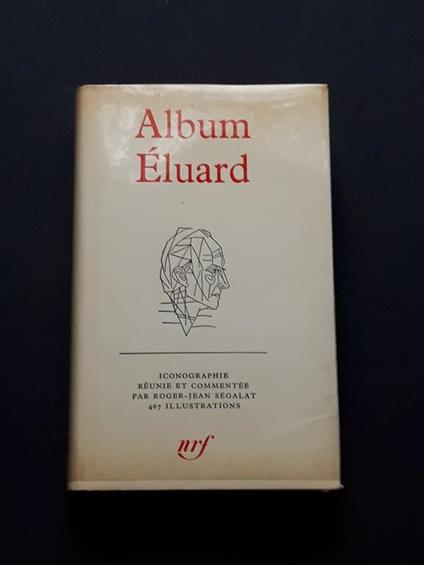 Album
Éluard
ICONOGRAPHIE
RÉUNIE ET COMMENTÉE
PAR ROGER-JEAN SÉGALAT
467 ILLUSTRATIONS
nrf